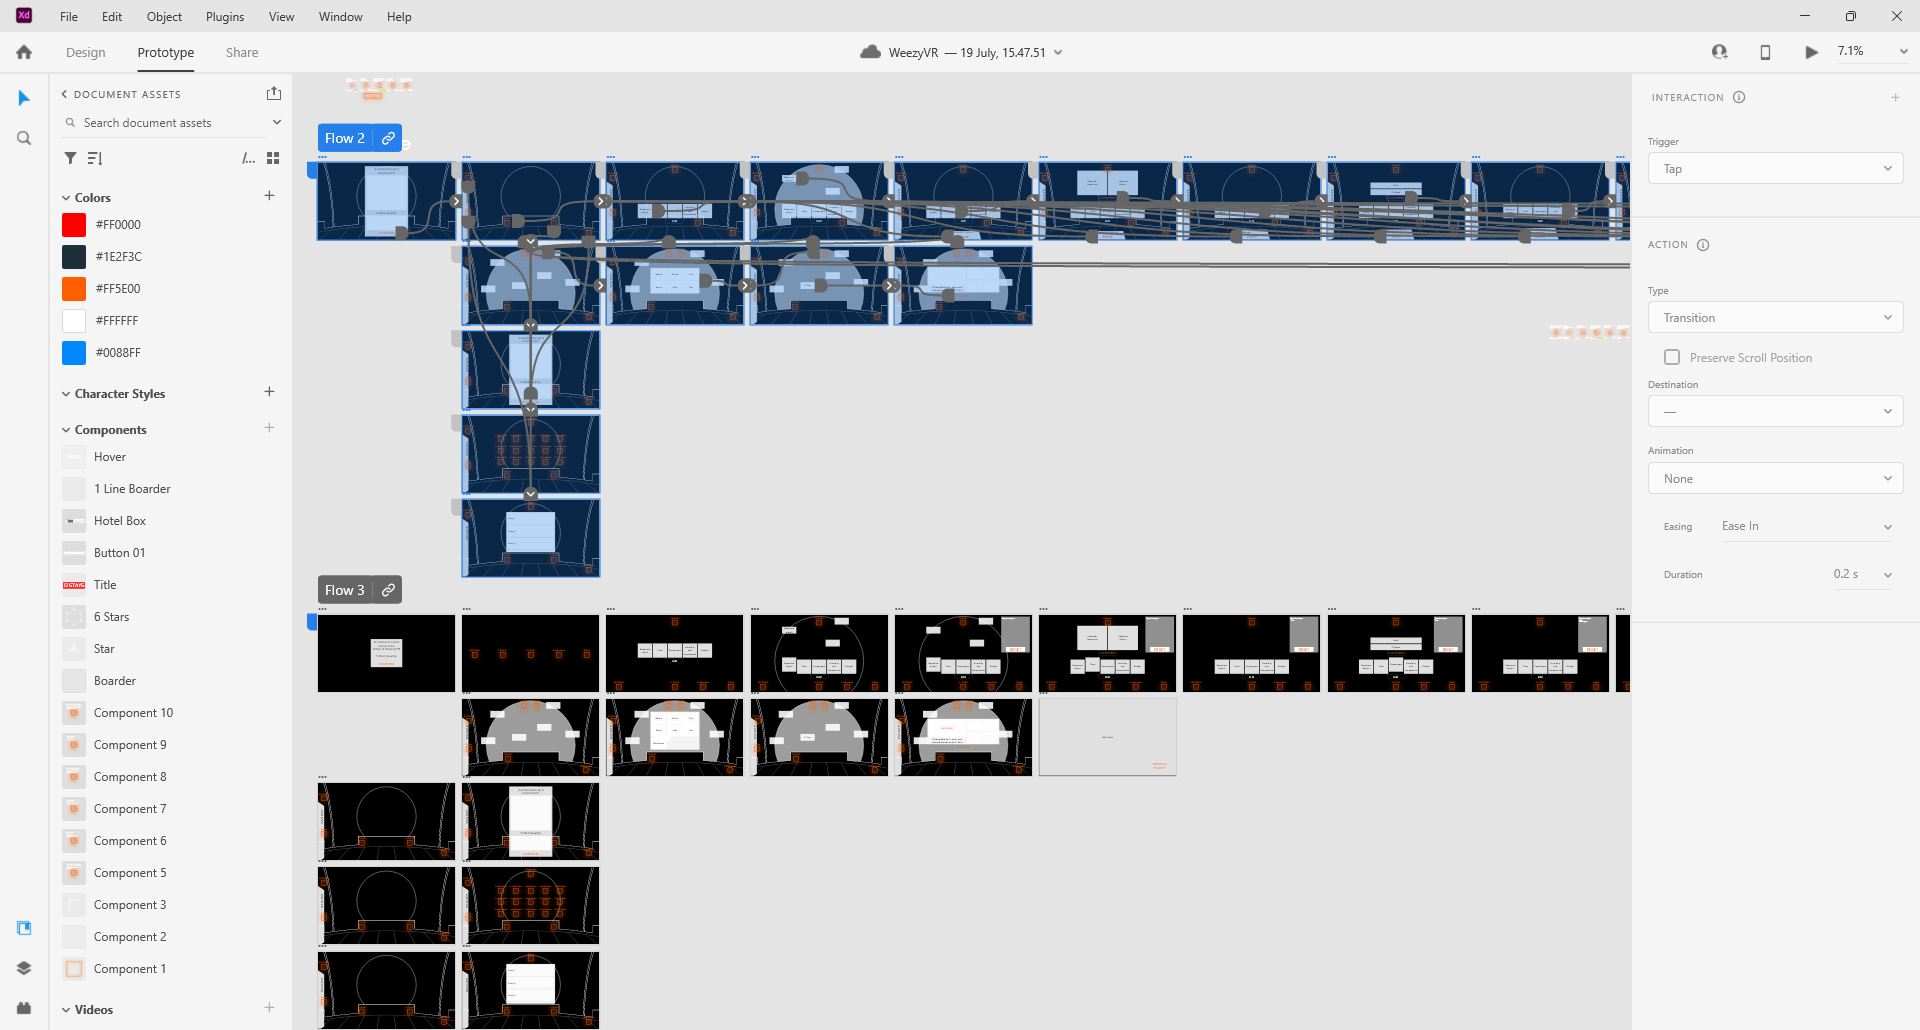 Xd File Edit Object Plugins View Window Help
Design Prototype Share
WeezyVR — 19 July, 15.47.51
7.1%
DOCUMENT ASSETS
Search document assets
/...
Colors
#FF0000
#1E2F3C
#FF5E00
#FFFFFF
#0088FF
Character Styles
Components
Hover
1 Line Boarder
Hotel Box
Button 01
Title
6 Stars
Star
Boarder
Component 10
Component 9
Component 8
Component 7
Component 6
Component 5
Component 3
Component 2
Component 1
Videos
Flow 2
Flow 3
INTERACTION
Trigger
Tap
ACTION
Type
Transition
Preserve Scroll Position
Destination
—
Animation
None
Easing Ease In
Duration 0.2 s